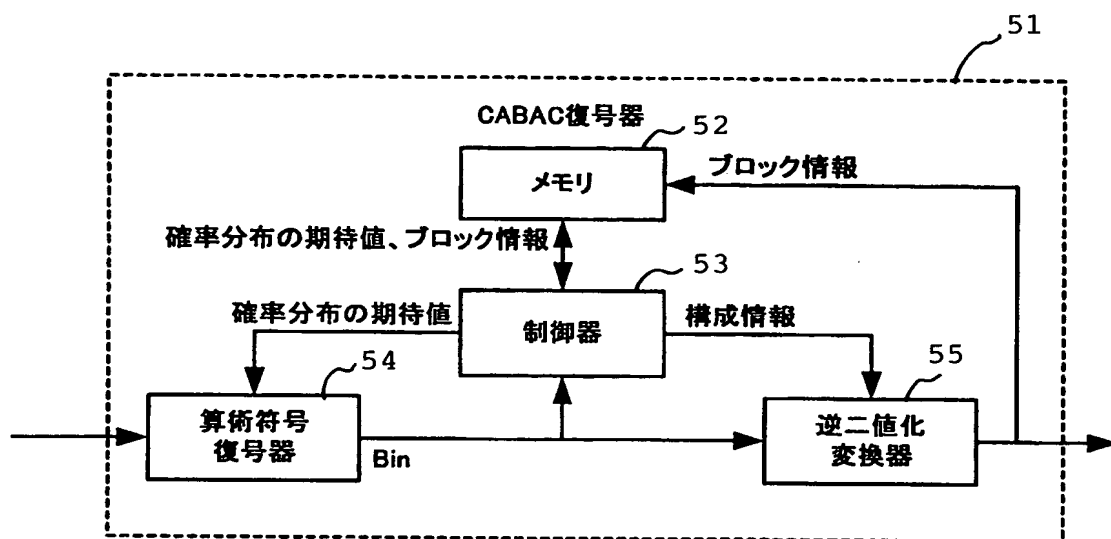 51
CABAC復号器
52
メモリ
ブロック情報
確率分布の期待値、ブロック情報
53
確率分布の期待値
制御器
構成情報
54
55
算術符号
復号器
Bin
逆二値化
変換器